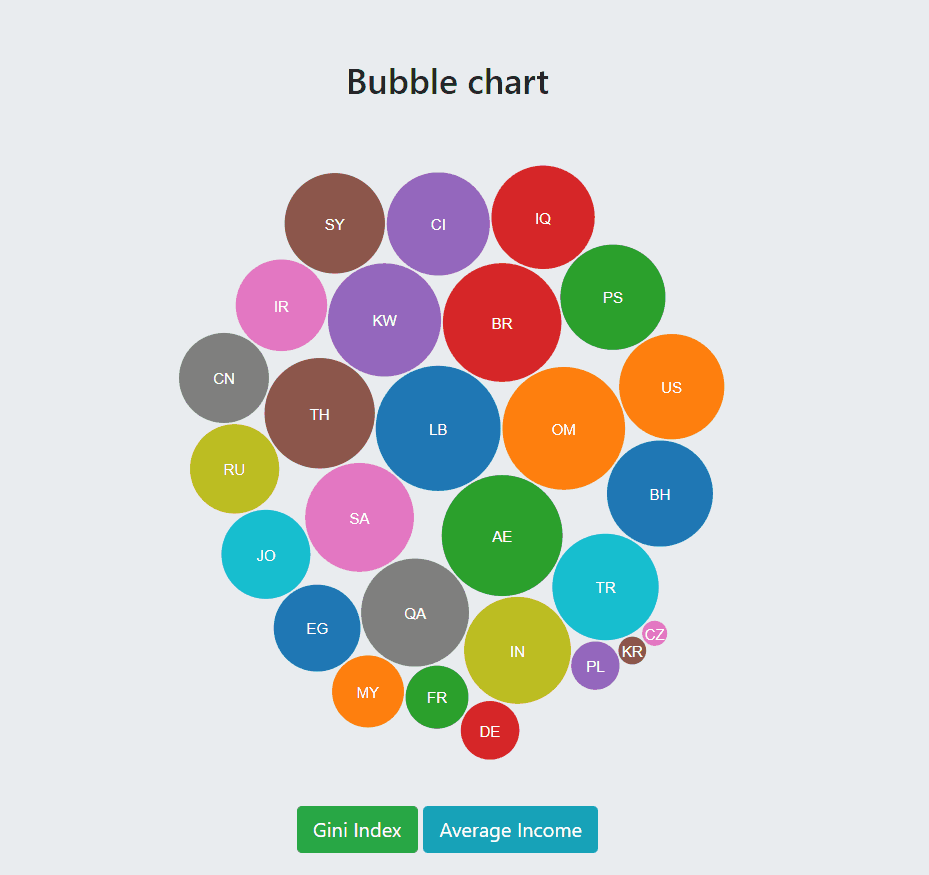 Bubble chart
SY
CI
IQ
IR
KW
BR
PS
CN
TH
LB
OM
US
RU
SA
AE
BH
JO
QA
TR
EG
IN
CZ
KR
PL
MY
FR
DE
Gini Index
Average Income